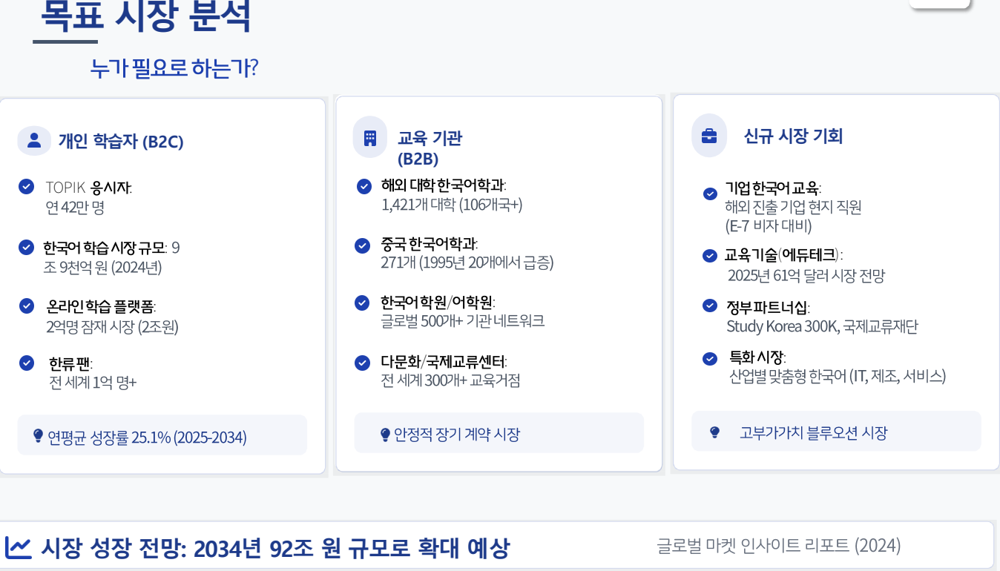 목표 시장 분석
누가 필요로 하는가?
개인 학습자 (B2C)
TOPIK 응시자:
연 42만 명
한국어 학습 시장 규모: 9
조 9천억 원 (2024년)
온라인 학습 플랫폼:
2억명 잠재 시장 (2조원)
한류 팬:
전 세계 1억 명+
연평균 성장률 25.1% (2025-2034)
교육 기관
(B2B)
해외 대학 한국어학과:
1,421개 대학 (106개국+)
중국 한국어학과:
271개 (1995년 20개에서 급증)
한국어 학원/어학원:
글로벌 500개+ 기관 네트워크
다문화/국제교류센터:
전 세계 300개+ 교육거점
안정적 장기 계약 시장
신규 시장 기회
기업 한국어 교육:
해외 진출 기업 현지 직원
(E-7 비자 대비)
교육기술(에듀테크):
2025년 61억 달러 시장 전망
정부 파트너십:
Study Korea 300K, 국제교류재단
특화 시장:
산업별 맞춤형 한국어 (IT, 제조, 서비스)
고부가가치 블루오션 시장
시장 성장 전망: 2034년 92조 원 규모로 확대 예상
글로벌 마켓 인사이트 리포트 (2024)